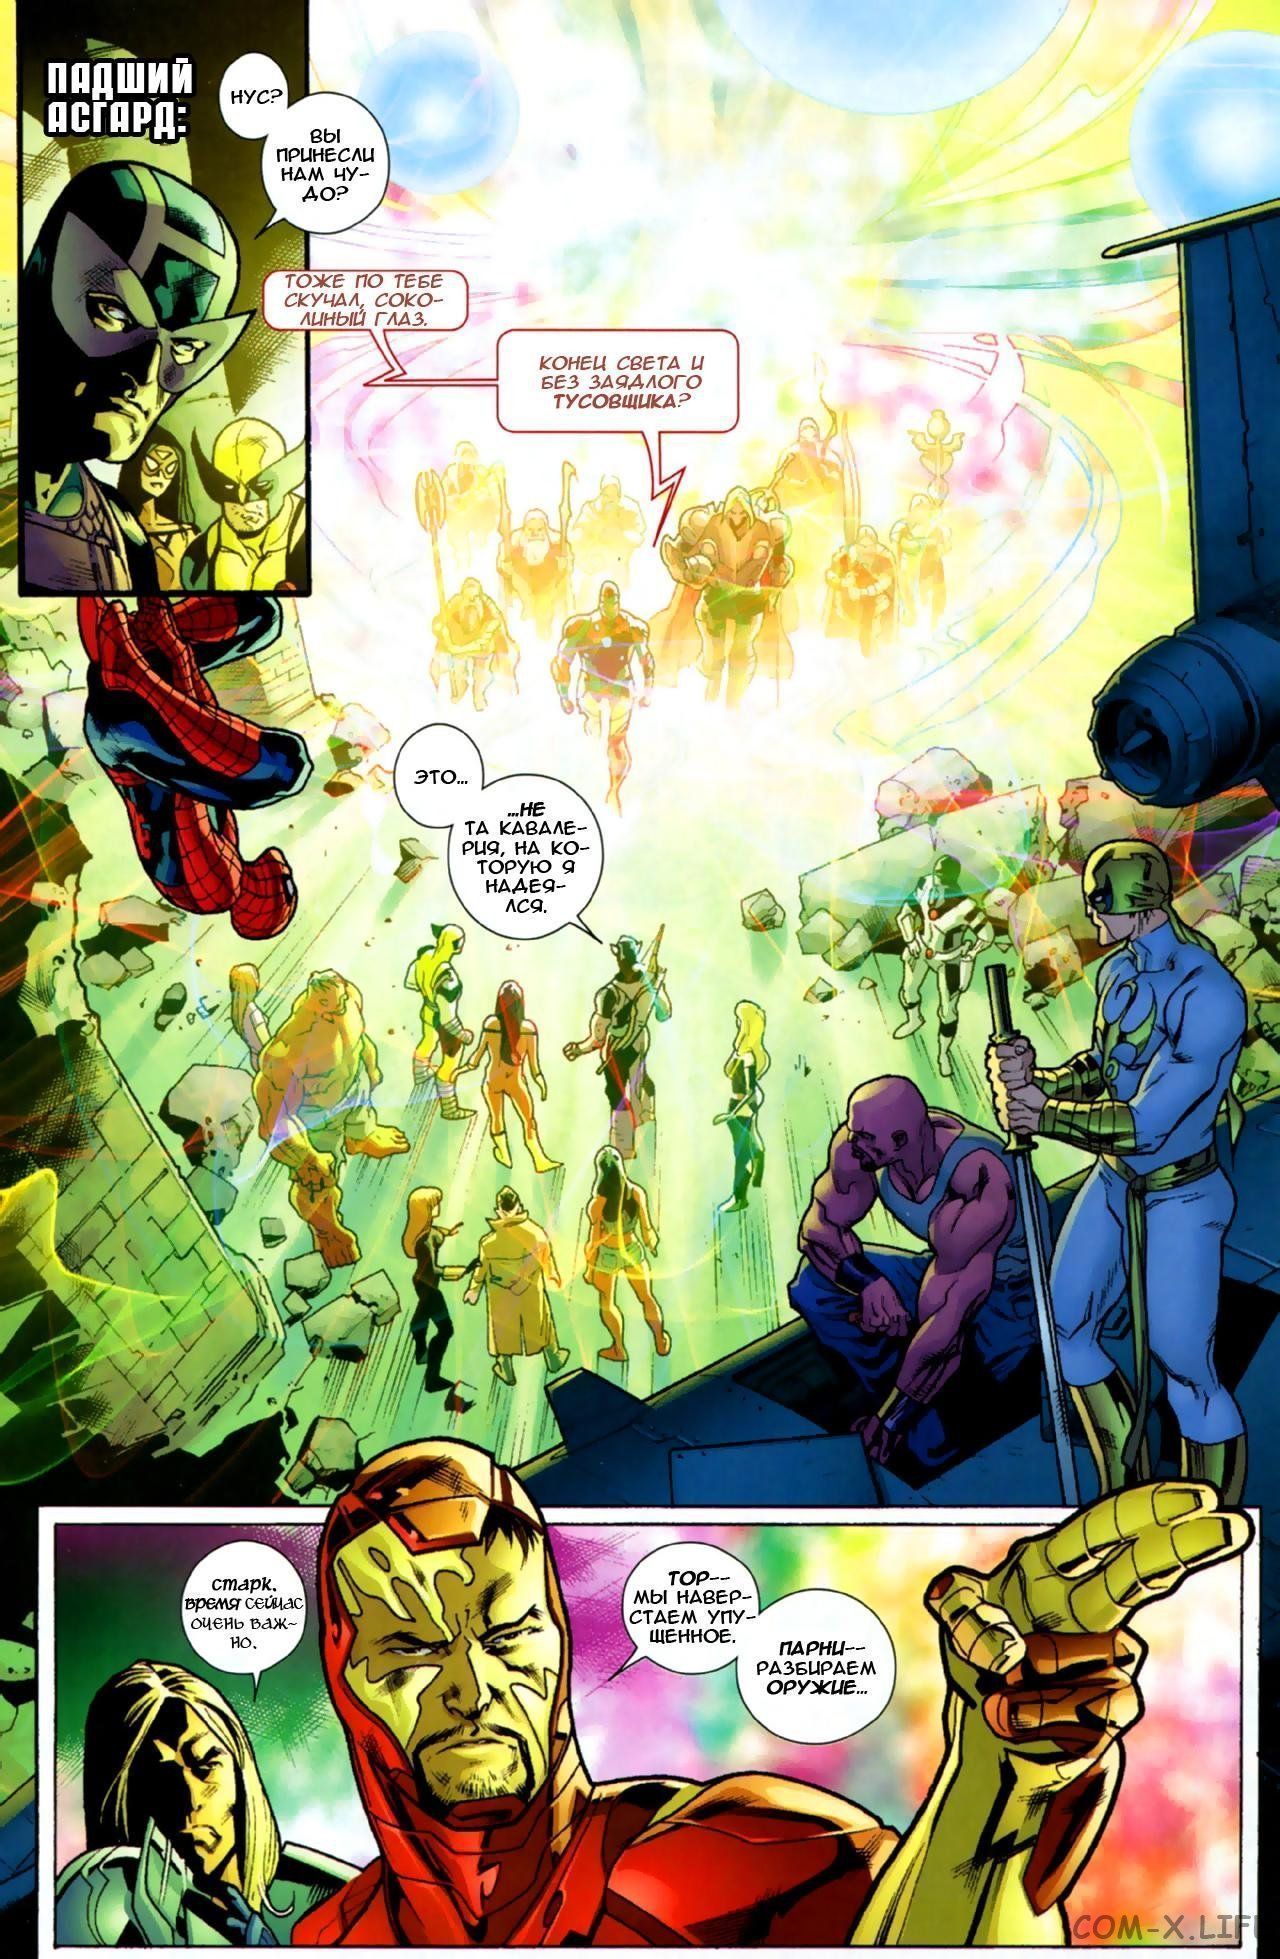 ПАДШИЙ
АСГАРД:
НУС?
ВЫ
ПРИНЕСЛИ
НАМ ЧУ-
ДО?
ТОЖЕ ПО ТЕБЕ
СКУЧАЛ, СОКО-
ЛИНЫЙ ГЛАЗ.
КОНЕЦ СВЕТА И
БЕЗ ЗАЯДЛОГО
ТУСОВЩИКА?
ЭТО...
...НЕ
ТА КАВАЛЕ-
РИЯ, НА КО-
ТОРУЮ Я
НАДЕЯ-
ЛСЯ.
СТАРК,
ВРЕМЯ СЕЙЧАС
ОЧЕНЬ ВАЖ-
НО.
ТОР--
МЫ НАВЕР-
СТАЕМ УПУ-
ЩЕННОЕ.
ПАРНИ--
РАЗБИРАЕМ
ОРУЖИЕ...
COM-X.LIFE